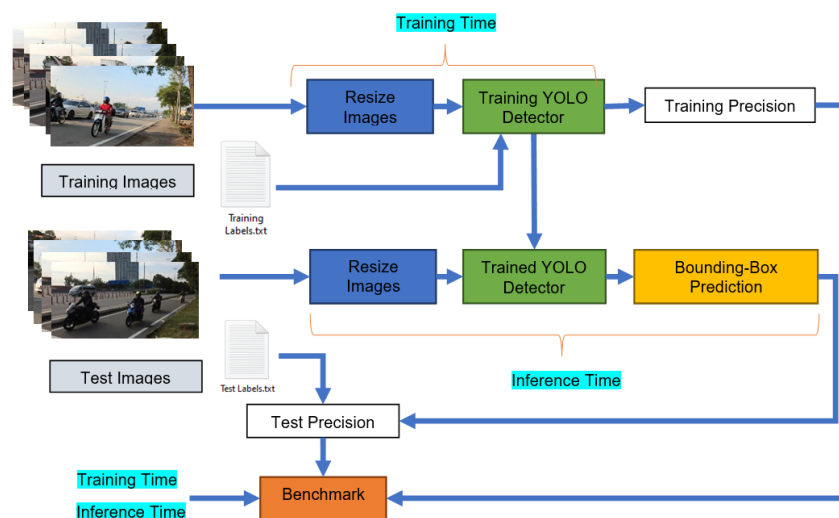 Training Time
Resize
Images
Training YOLO
Detector
Training Precision
Training Images
Training
Labels.txt
Resize
Images
Trained YOLO
Detector
Bounding-Box
Prediction
Test Images
Test Labels.txt
Inference Time
Test Precision
Training Time
Inference Time
Benchmark